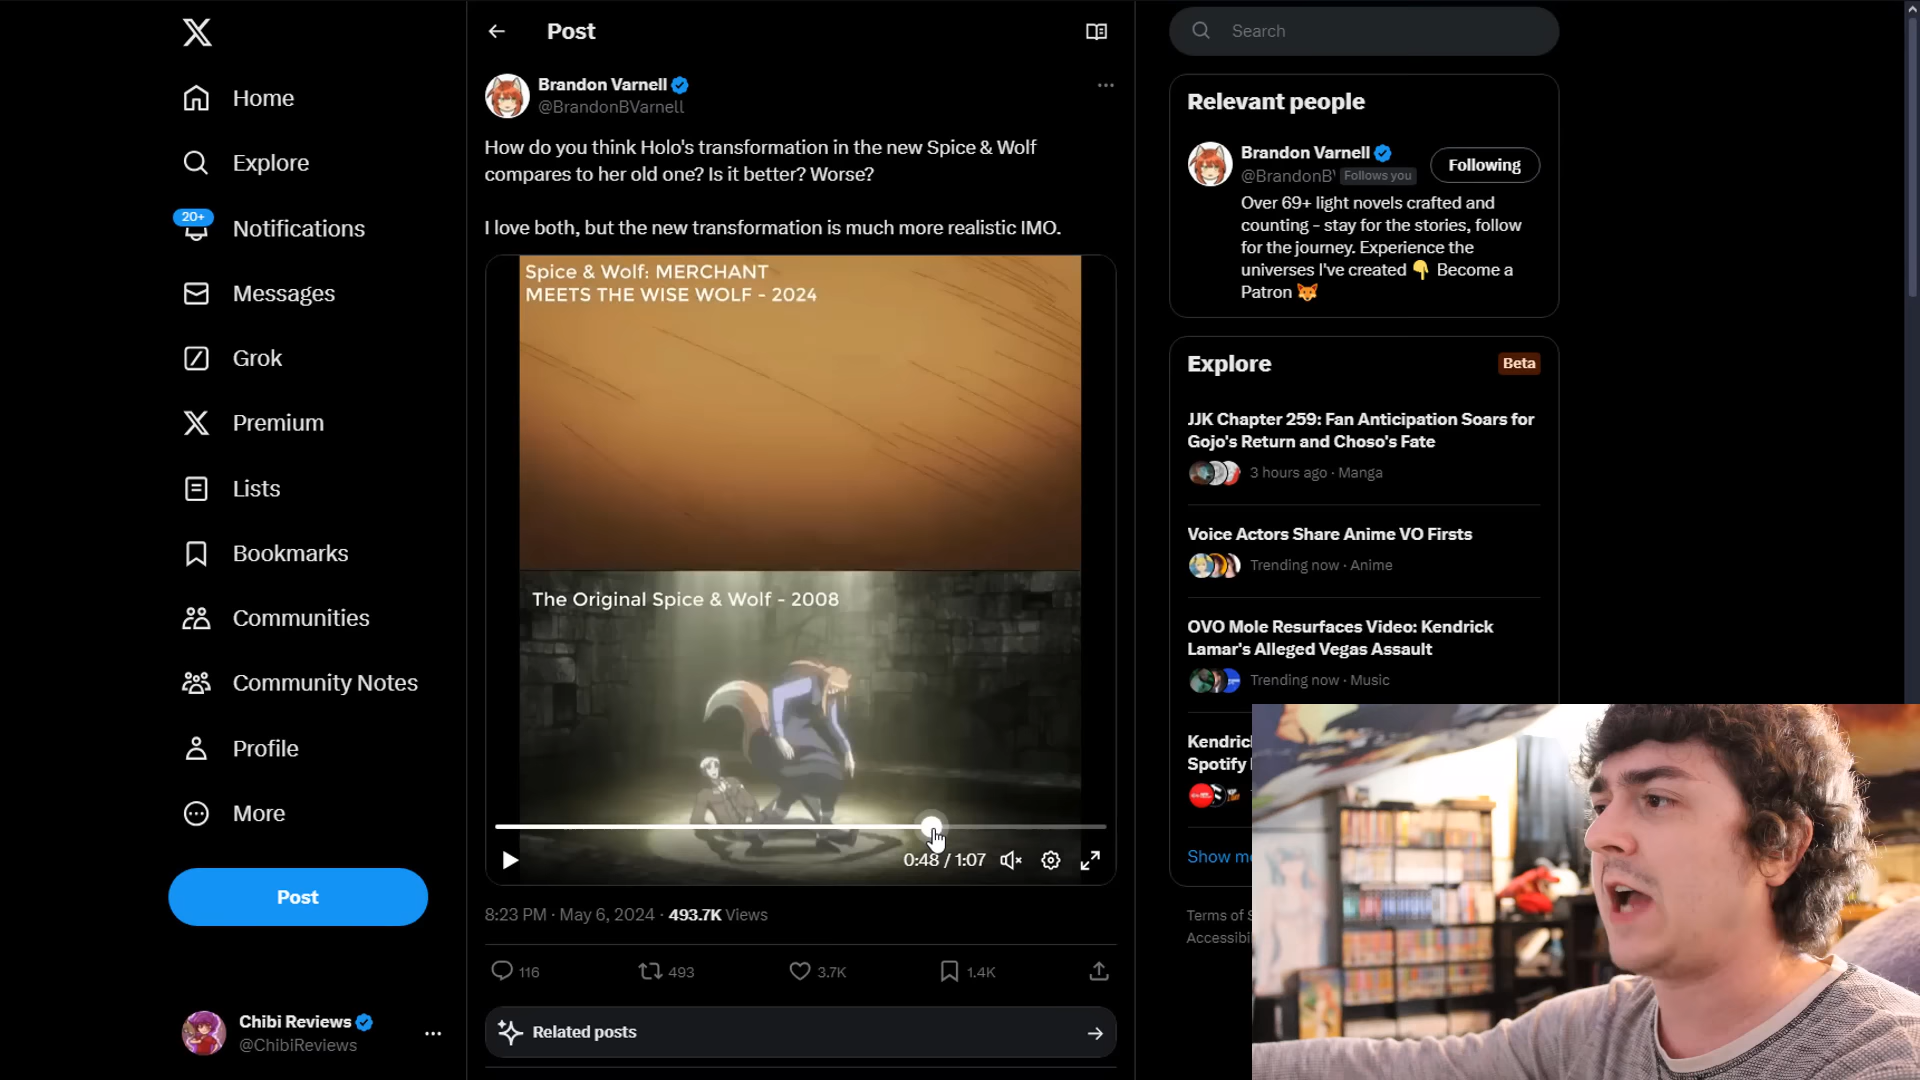 Home
Explore
20+
Notifications
Messages
Grok
Premium
Lists
Bookmarks
Communities
Community Notes
Profile
More
Post
Chibi Reviews
@ChibiReviews
Post
Brandon Varnell
@BrandonBVarnell
How do you think Holo's transformation in the new Spice & Wolf
compares to her old one? Is it better? Worse?
I love both, but the new transformation is much more realistic IMO.
Spice & Wolf: MERCHANT
MEETS THE WISE WOLF - 2024
The Original Spice & Wolf - 2008
0:48 / 1:07
8:23 PM · May 6, 2024 · 493.7K Views
116
493
3.7K
1.4K
Related posts
Search
Relevant people
Brandon Varnell
@BrandonBV
Follows you
Following
Over 69+ light novels crafted and
counting - stay for the stories, follow
for the journey. Experience the
universes I've created 👇 Become a
Patron 🦊
Explore
Beta
JJK Chapter 259: Fan Anticipation Soars for
Gojo's Return and Choso's Fate
3 hours ago · Manga
Voice Actors Share Anime VO Firsts
Trending now · Anime
OVO Mole Resurfaces Video: Kendrick
Lamar's Alleged Vegas Assault
Trending now · Music
Kendric
Spotify
Show mo
Terms of S
Accessibi